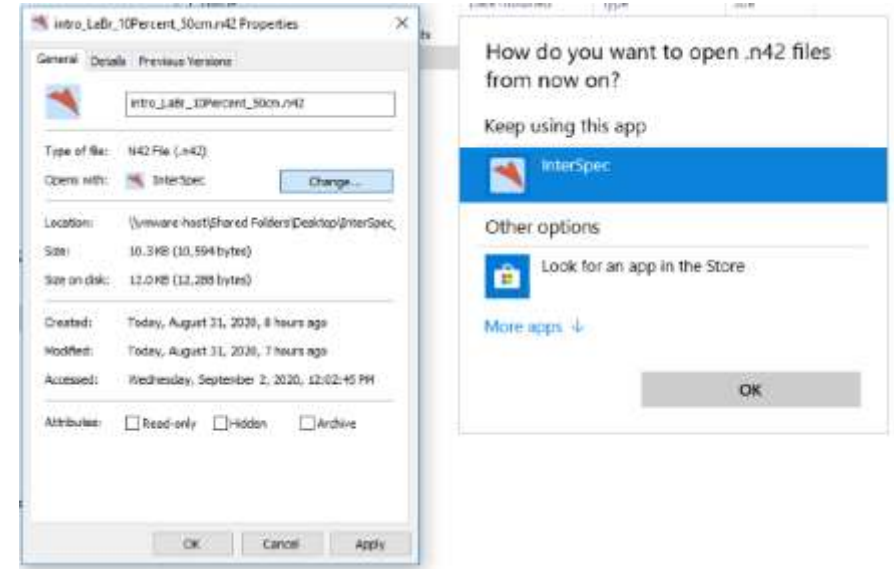 intro_LaBr_10Percent_50cm.n42 Properties
General Details Previous Versions
intro_LaBr_10Percent_50cm.n42
Type of file: N42 File (.n42)
Opens with: InterSpec Change...
Location: \\vmware-host\Shared Folders\Desktop\InterSpec_
Size: 10.3 KB (10,594 bytes)
Size on disk: 12.0 KB (12,288 bytes)
Created: Today, August 31, 2020, 8 hours ago
Modified: Today, August 31, 2020, 7 hours ago
Accessed: Wednesday, September 2, 2020, 12:02:45 PM
Attributes: Read-only Hidden Archive
OK Cancel Apply
How do you want to open .n42 files
from now on?
Keep using this app
InterSpec
Other options
Look for an app in the Store
More apps
OK